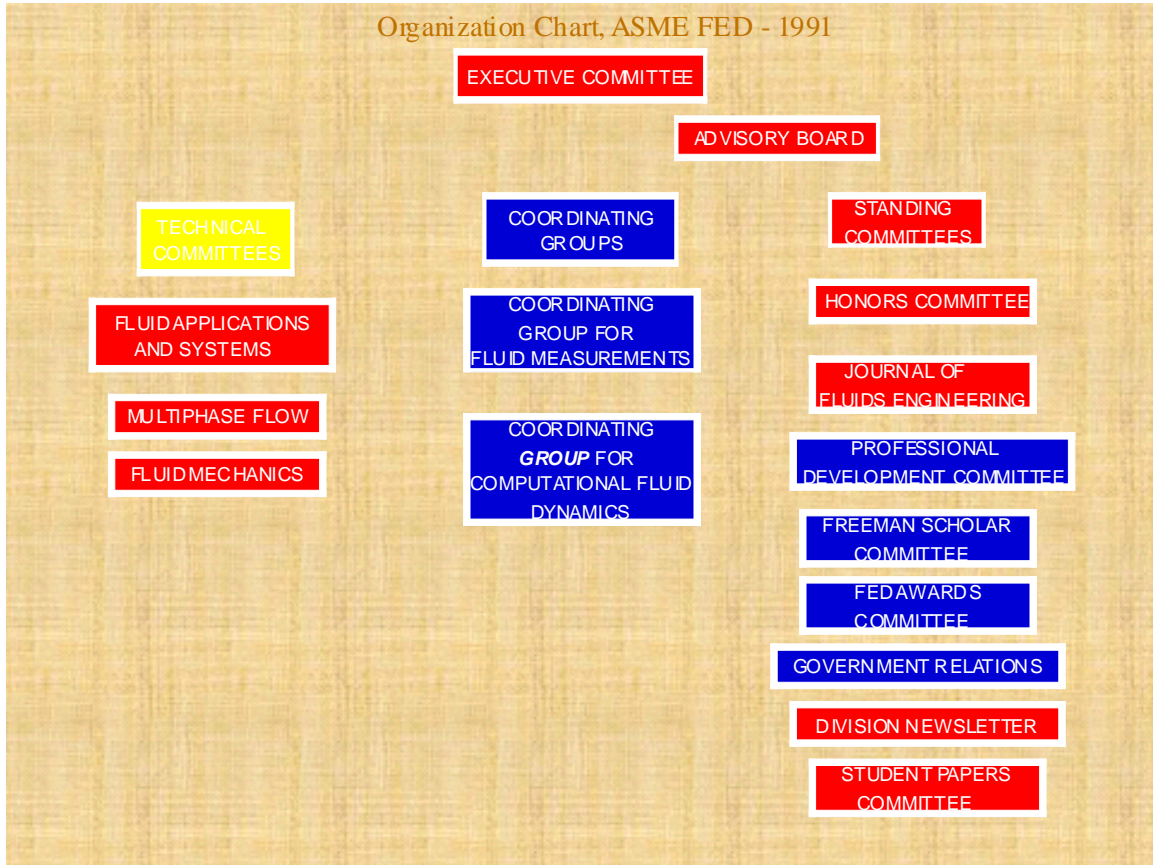 Organization Chart, ASME FED - 1991
EXECUTIVE COMMITTEE
ADVISORY BOARD
TECHNICAL
COMMITTEES
FLUID APPLICATIONS
AND SYSTEMS
MULTIPHASE FLOW
FLUID MECHANICS
COORDINATING
GROUPS
COORDINATING
GROUP FOR
FLUID MEASUREMENTS
COORDINATING
GROUP FOR
COMPUTATIONAL FLUID
DYNAMICS
STANDING
COMMITTEES
HONORS COMMITTEE
JOURNAL OF
FLUIDS ENGINEERING
PROFESSIONAL
DEVELOPMENT COMMITTEE
FREEMAN SCHOLAR
COMMITTEE
FED AWARDS
COMMITTEE
GOVERNMENT RELATIONS
DIVISION NEWSLETTER
STUDENT PAPERS
COMMITTEE